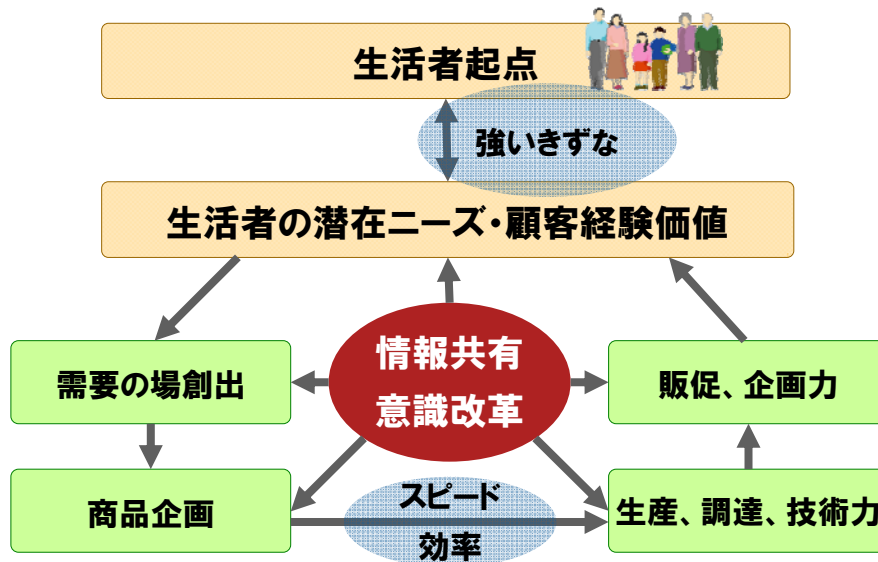 生活者起点
強いきずな
生活者の潜在ニーズ・顧客経験価値
情報共有
意識改革
需要の場創出
販促、企画力
商品企画
スピード
効率
生産、調達、技術力